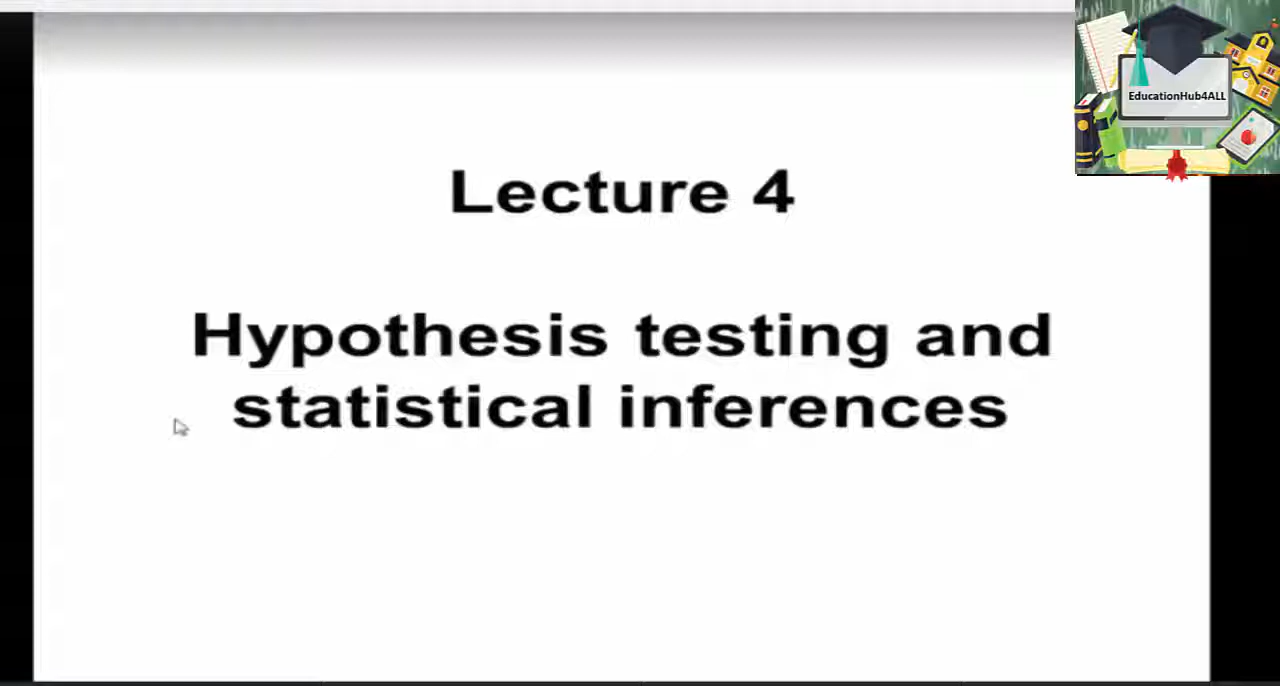 EducationHub4ALL
Lecture 4
Hypothesis testing and
statistical inferences